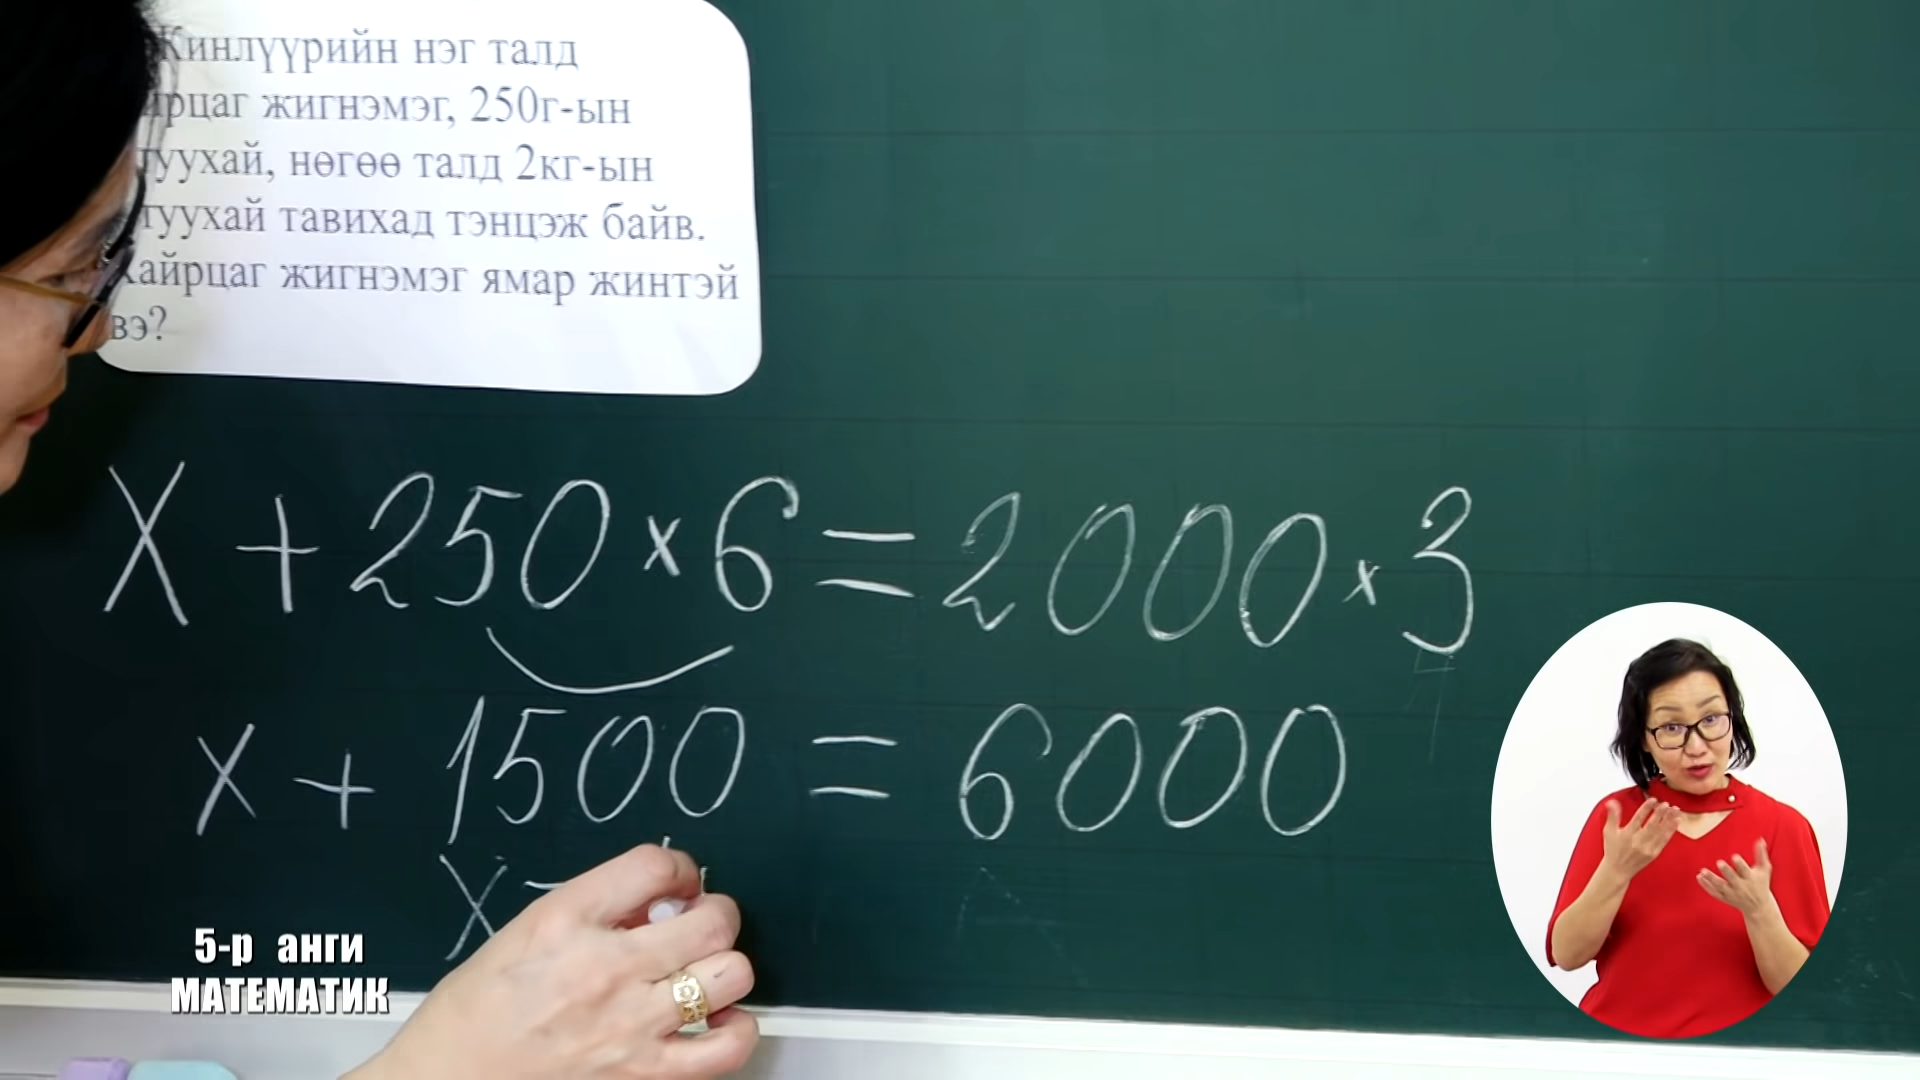 Жинлүүрийн нэг талд
жигнэмэг, 250г-ын
туухай, нөгөө талд 2кг-ын
туухай тавихад тэнцэж байв.
Хайрцаг жигнэмэг ямар жинтэй
вэ?
X + 250 × 6 = 2000 × 3
x + 1500 = 6000
x =
5-р анги
МАТЕМАТИК